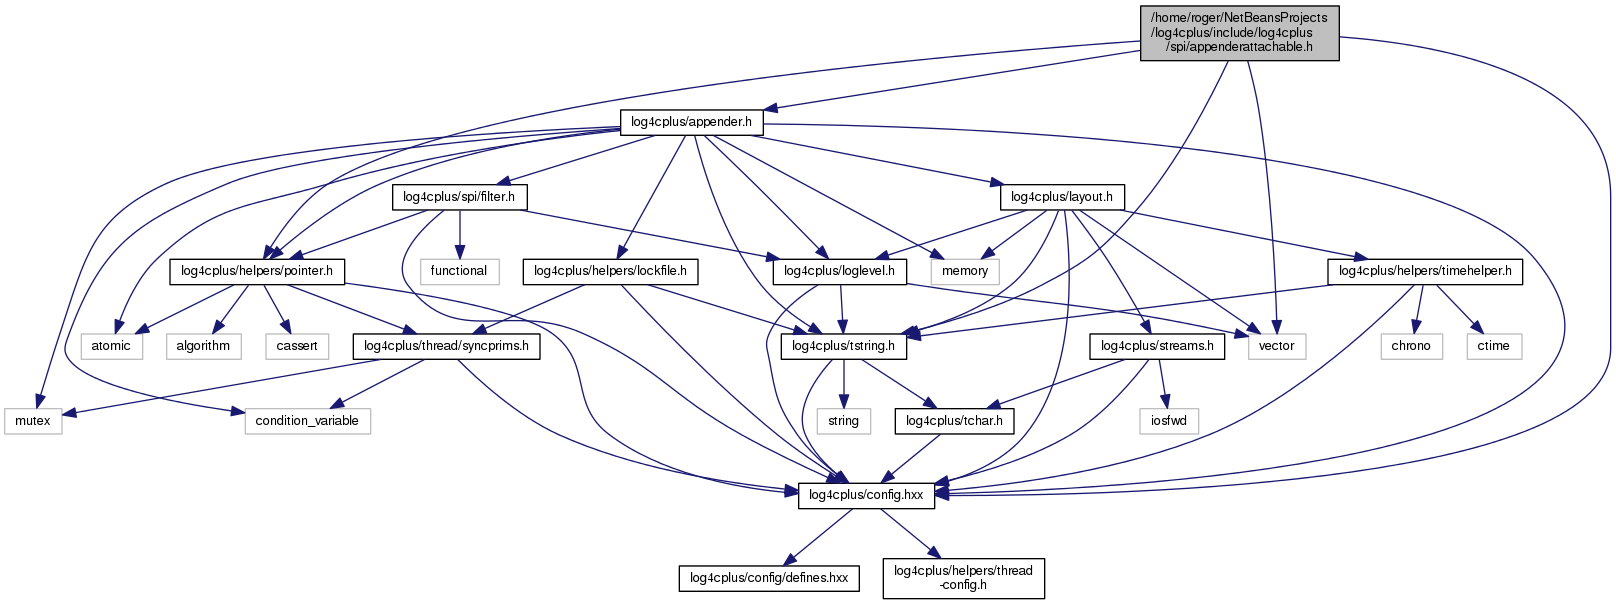 /home/roger/NetBeansProjects
/log4cplus/include/log4cplus
/spi/appenderattachable.h
log4cplus/appender.h
log4cplus/spi/filter.h
log4cplus/layout.h
log4cplus/helpers/pointer.h
functional
log4cplus/helpers/lockfile.h
log4cplus/loglevel.h
memory
log4cplus/helpers/timehelper.h
atomic
algorithm
cassert
log4cplus/thread/syncprims.h
log4cplus/tstring.h
log4cplus/streams.h
vector
chrono
ctime
mutex
condition_variable
string
log4cplus/tchar.h
iosfwd
log4cplus/config.hxx
log4cplus/config/defines.hxx
log4cplus/helpers/thread
-config.h